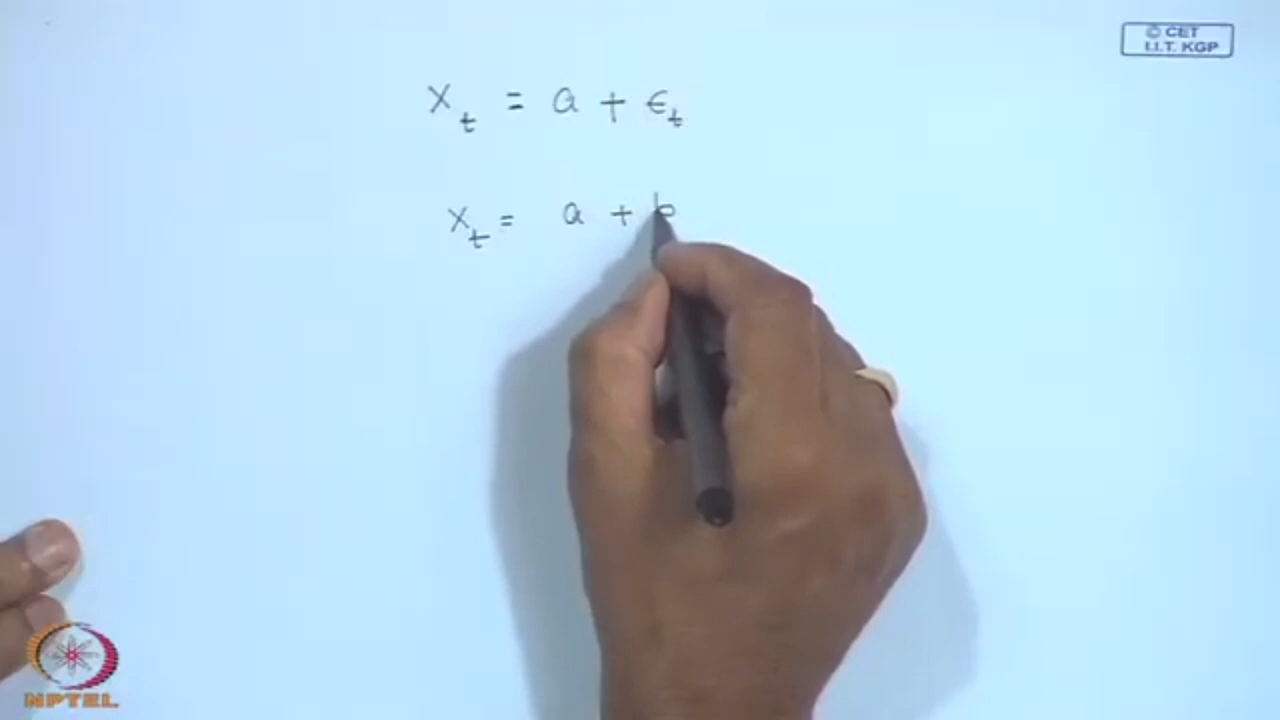 © CET
I.I.T. KGP
X_t = a + ϵ_t
X_t = a + b
NPTEL